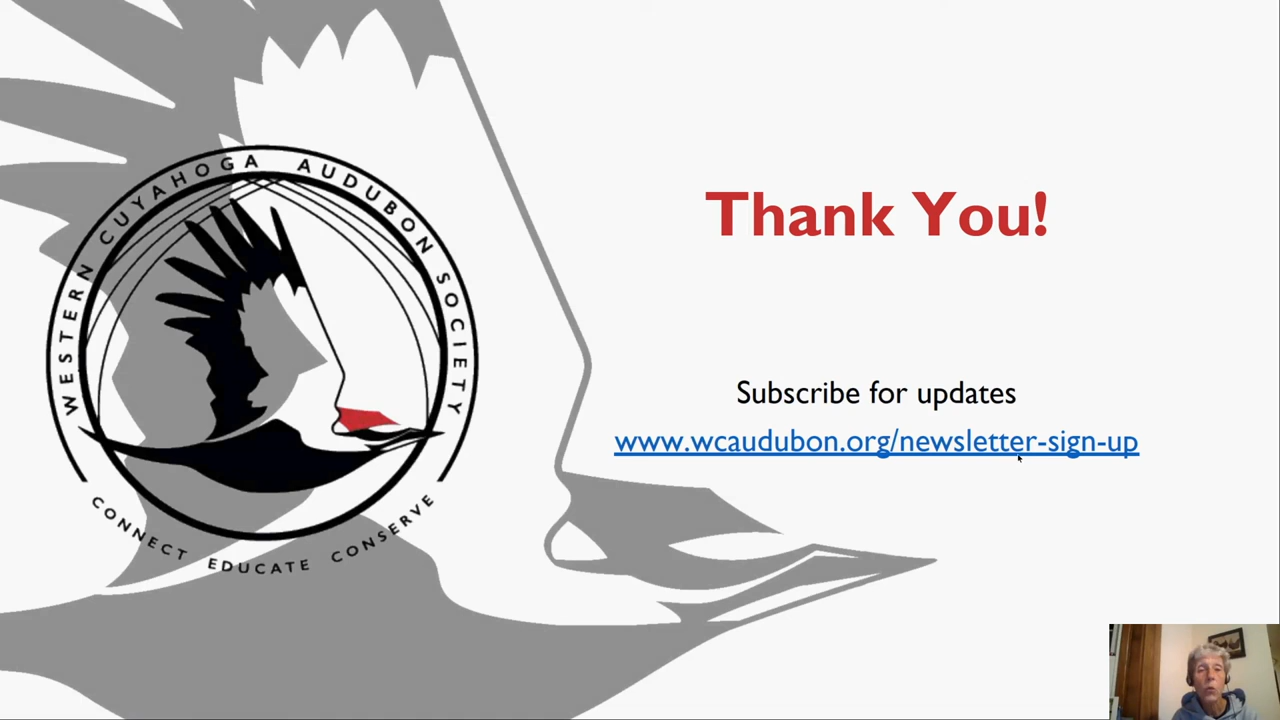 WESTERN CUYAHOGA AUDUBON SOCIETY
CONNECT EDUCATE CONSERVE
Thank You!
Subscribe for updates
www.wcaudubon.org/newsletter-sign-up